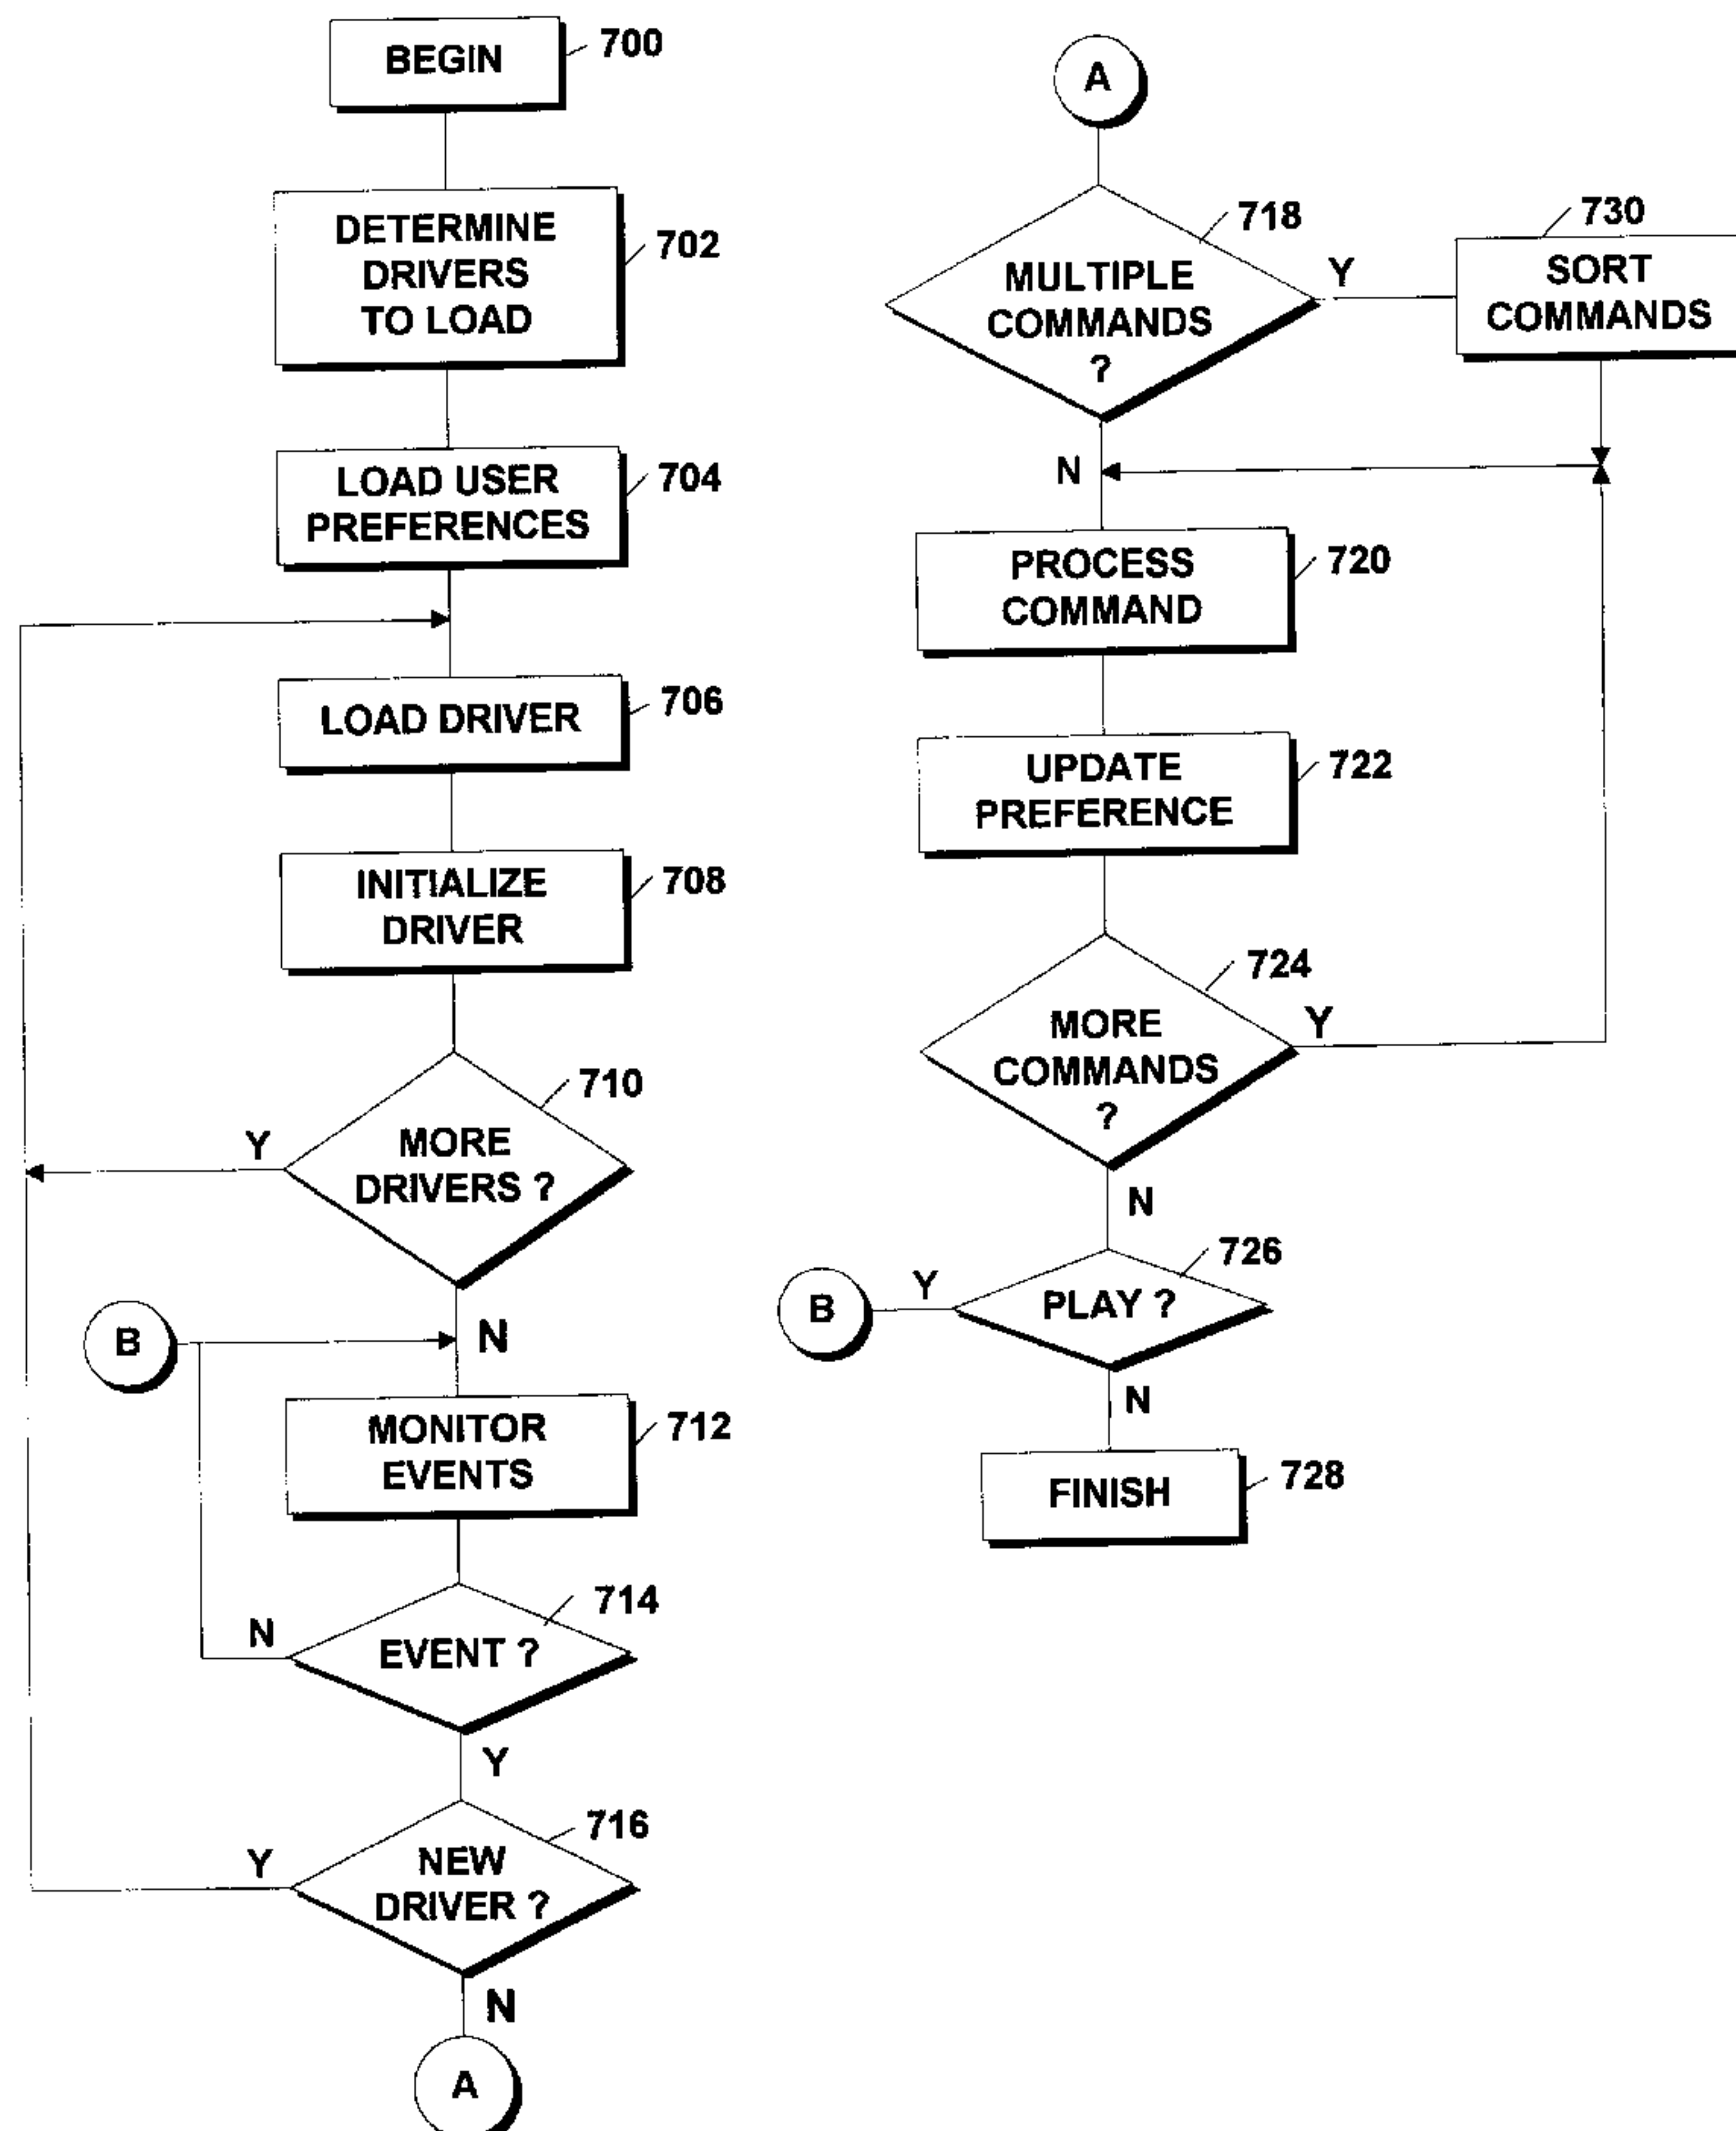 BEGIN
700
DETERMINE
DRIVERS
TO LOAD
702
LOAD USER
PREFERENCES
704
LOAD DRIVER
706
INITIALIZE
DRIVER
708
710
MORE
DRIVERS ?
Y
N
B
MONITOR
EVENTS
712
714
EVENT ?
N
Y
716
NEW
DRIVER ?
Y
N
A
A
718
MULTIPLE
COMMANDS
?
Y
730
SORT
COMMANDS
N
PROCESS
COMMAND
720
UPDATE
PREFERENCE
722
724
MORE
COMMANDS
?
Y
N
726
PLAY ?
Y
B
N
FINISH
728